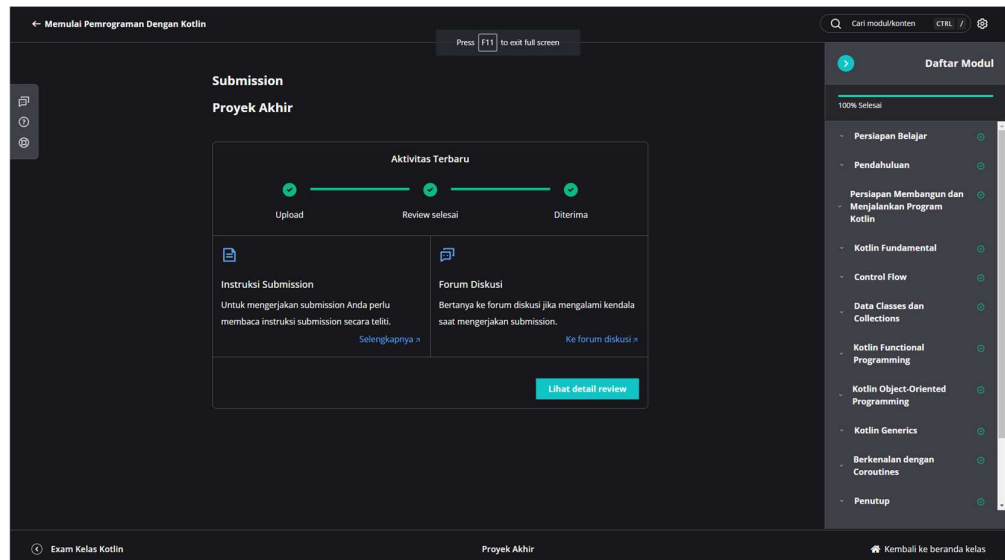 ← Memulai Pemrograman Dengan Kotlin
Cari modul/konten CTRL /
Press F11 to exit full screen
Submission
Proyek Akhir
Aktivitas Terbaru
Upload Review selesai Diterima
Instruksi Submission
Untuk mengerjakan submission Anda perlu
membaca instruksi submission secara teliti.
Selengkapnya
Forum Diskusi
Bertanya ke forum diskusi jika mengalami kendala
saat mengerjakan submission.
Ke forum diskusi
Lihat detail review
Daftar Modul
100% Selesai
Persiapan Belajar
Pendahuluan
Persiapan Membangun dan
Menjalankan Program
Kotlin
Kotlin Fundamental
Control Flow
Data Classes dan
Collections
Kotlin Functional
Programming
Kotlin Object-Oriented
Programming
Kotlin Generics
Berkenalan dengan
Coroutines
Penutup
Exam Kelas Kotlin
Proyek Akhir
Kembali ke beranda kelas